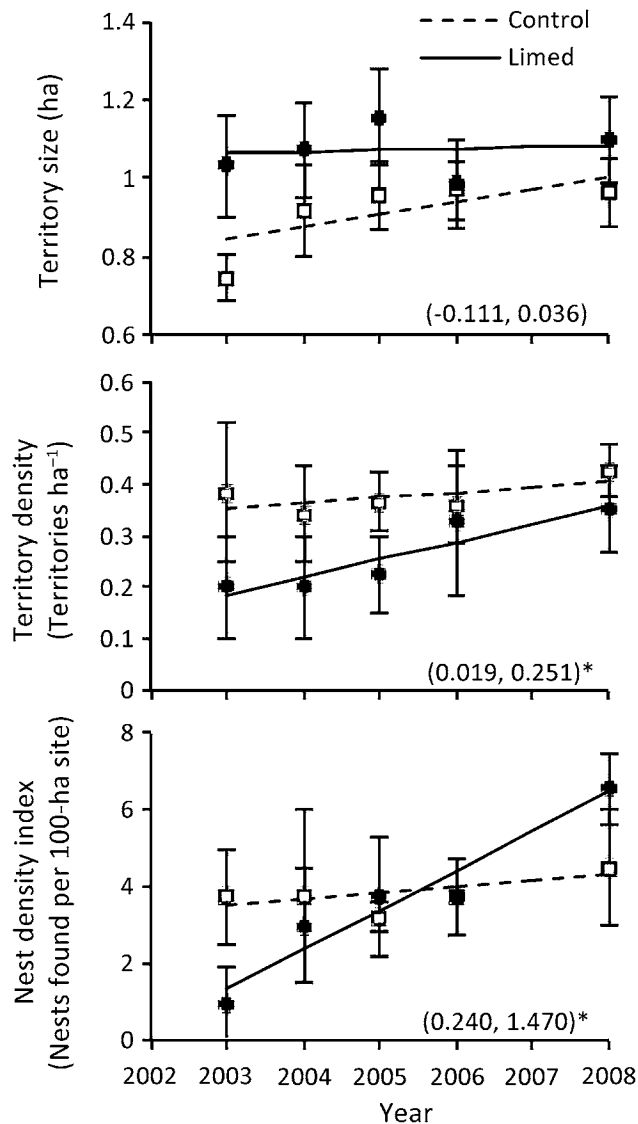 Control
Limed
Territory size (ha)
1.4
1.2
1
0.8
0.6
(-0.111, 0.036)
Territory density
(Territories ha⁻¹)
0.6
0.5
0.4
0.3
0.2
0.1
0
(0.019, 0.251)*
Nest density index
(Nests found per 100-ha site)
8
6
4
2
0
(0.240, 1.470)*
2002 2003 2004 2005 2006 2007 2008
Year